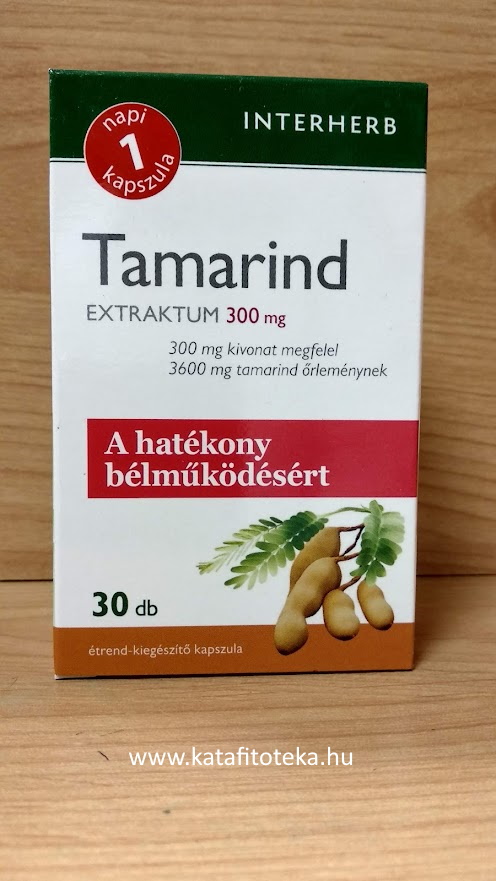 napi
1
kapszula
INTERHERB
Tamarind
EXTRAKTUM 300 mg
300 mg kivonat megfelel
3600 mg tamarind őrleménynek
A hatékony
bélműködésért
30 db
étrend-kiegészítő kapszula
www.katafitoteka.hu